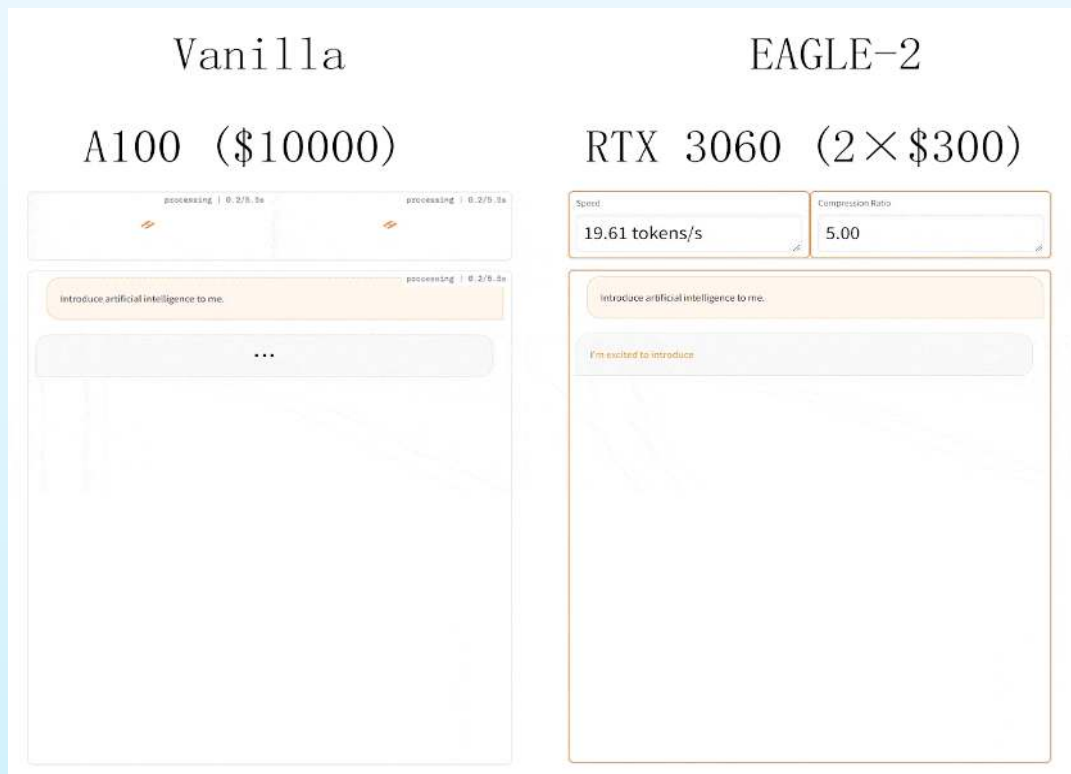 Vanilla
A100 ($10000)
processing | 0.2/5.5s
processing | 0.2/5.5s
processing | 0.2/5.5s
Introduce artificial intelligence to me.
...
EAGLE-2
RTX 3060 (2×$300)
Speed
19.61 tokens/s
Compression Ratio
5.00
Introduce artificial intelligence to me.
I'm excited to introduce